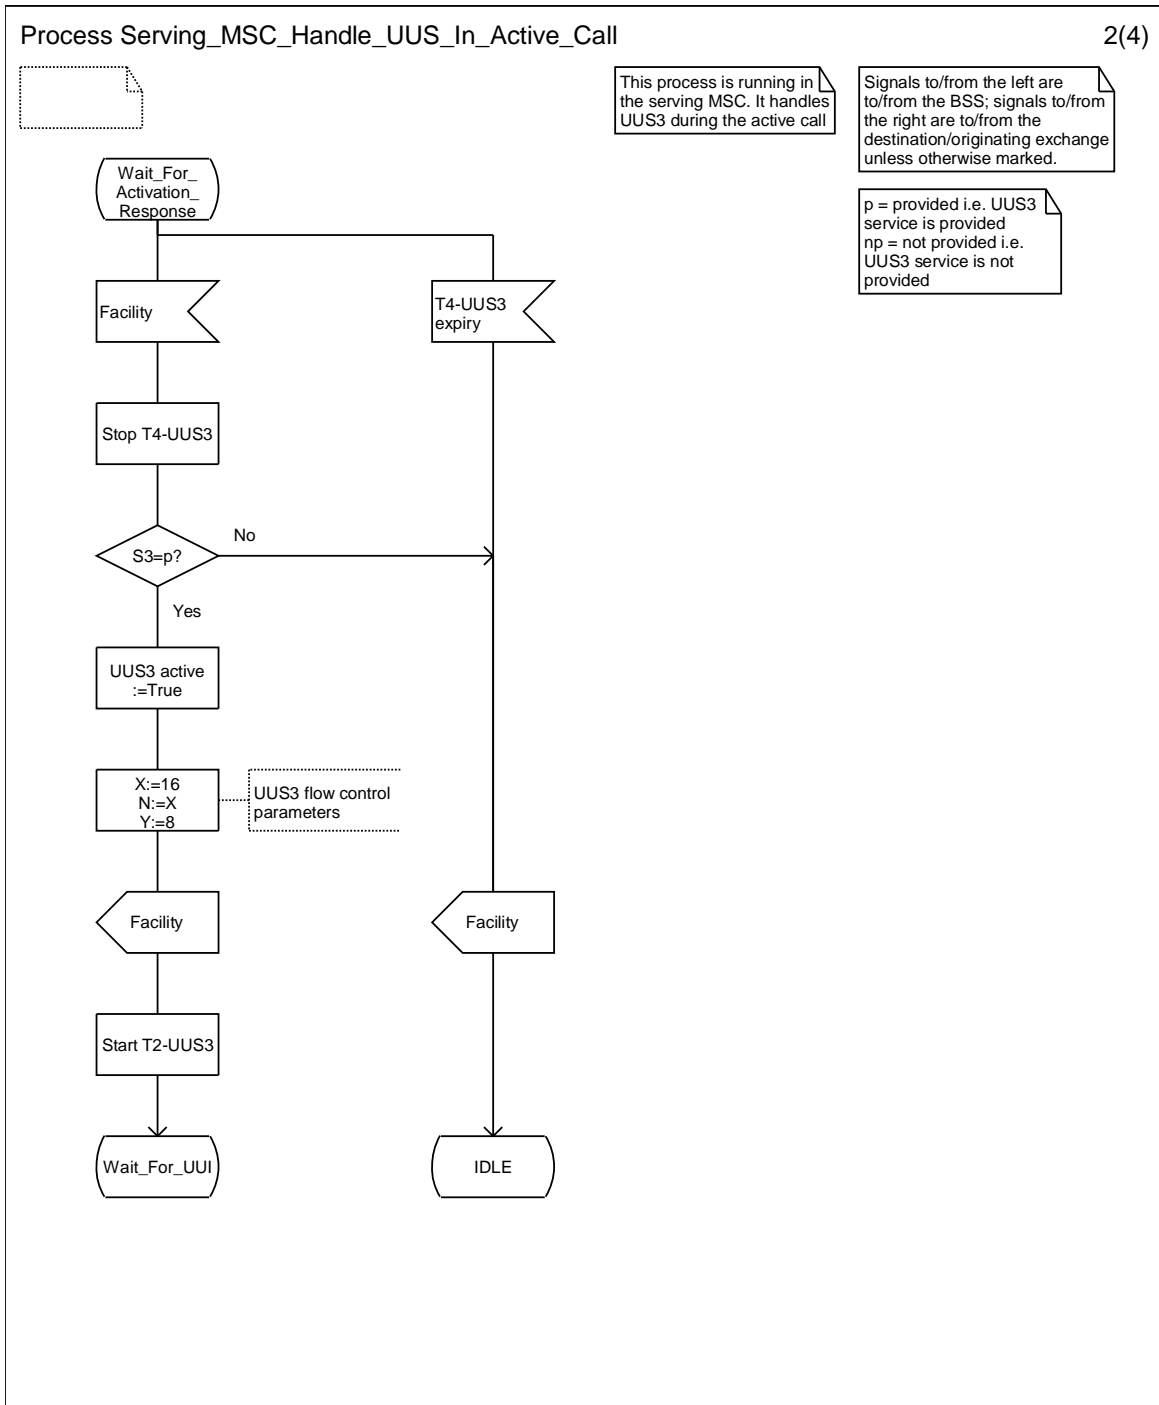 Process Serving_MSC_Handle_UUS_In_Active_Call
2(4)
This process is running in
the serving MSC. It handles
UUS3 during the active call
Signals to/from the left are
to/from the BSS; signals to/from
the right are to/from the
destination/originating exchange
unless otherwise marked.
p = provided i.e. UUS3
service is provided
np = not provided i.e.
UUS3 service is not
provided
Wait_For_
Activation_
Response
Facility
T4-UUS3
expiry
Stop T4-UUS3
S3=p?
No
Yes
UUS3 active
:=True
X:=16
N:=X
Y:=8
UUS3 flow control
parameters
Facility
Facility
Start T2-UUS3
Wait_For_UUI
IDLE